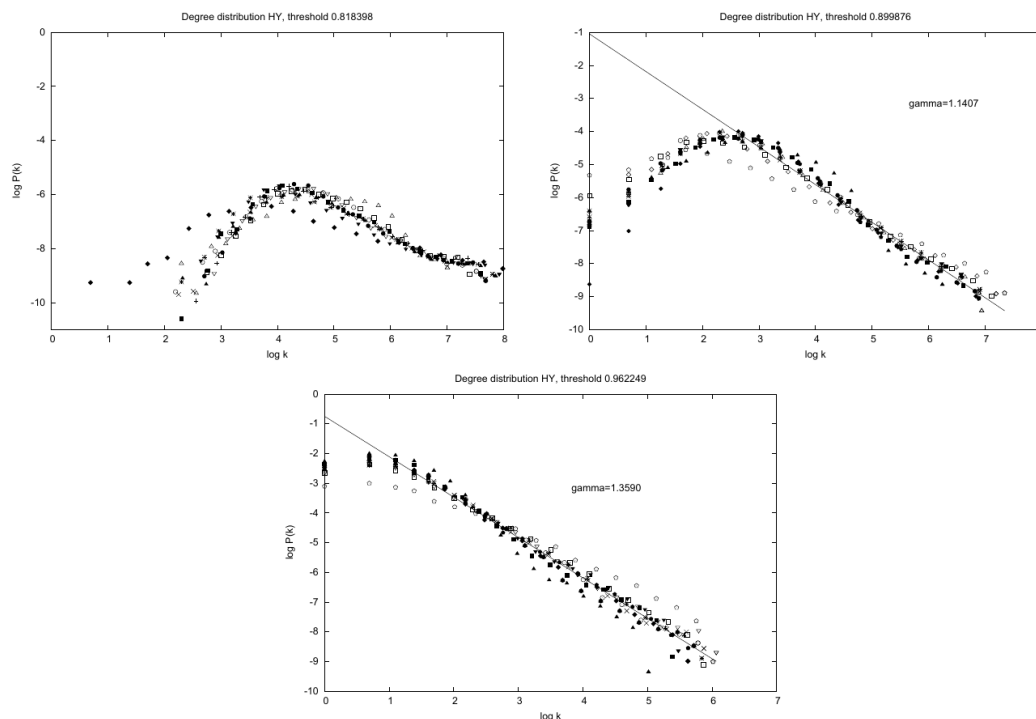 Degree distribution HY, threshold 0.818398
0
-2
-4
-6
-8
-10
log P(k)
0 1 2 3 4 5 6 7 8
log k
Degree distribution HY, threshold 0.899876
-1
-2
-3
-4
-5
-6
-7
-8
-9
log P(k)
gamma=1.1407
0 1 2 3 4 5 6 7 8
log k
Degree distribution HY, threshold 0.962249
0
-1
-2
-3
-4
-5
-6
-7
-8
-9
-10
log P(k)
gamma=1.3590
0 1 2 3 4 5 6 7
log k